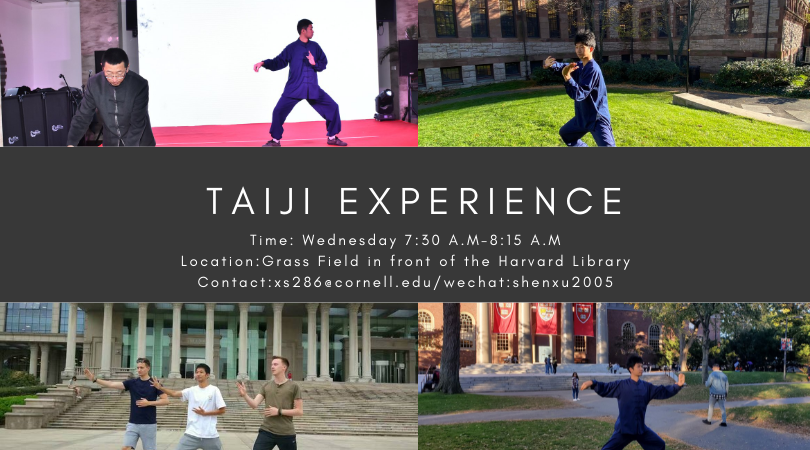 TAIJI EXPERIENCE
Time: Wednesday 7:30 A.M-8:15 A.M
Location:Grass Field in front of the Harvard Library
Contact:xs286@cornell.edu/wechat:shenxu2005